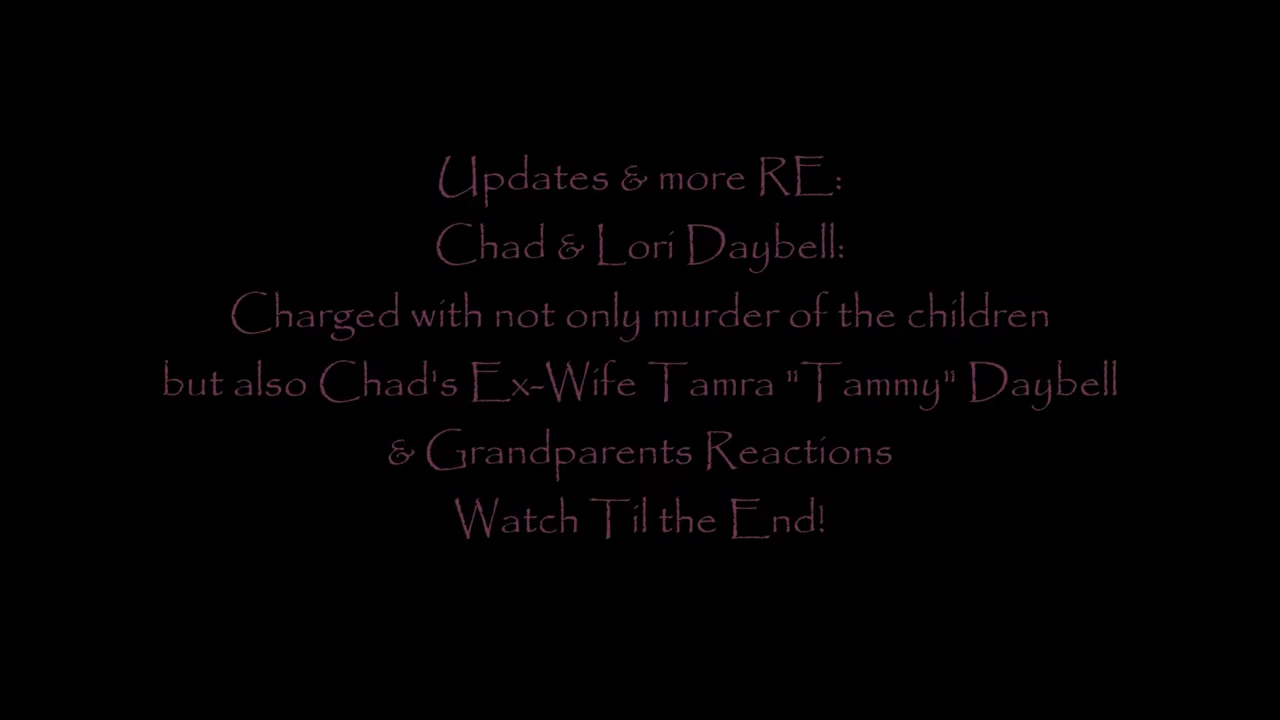 Updates & more RE:
Chad & Lori Daybell:
Charged with not only murder of the children
but also Chad's Ex-Wife Tamra "Tammy" Daybell
& Grandparents Reactions
Watch Til the End!